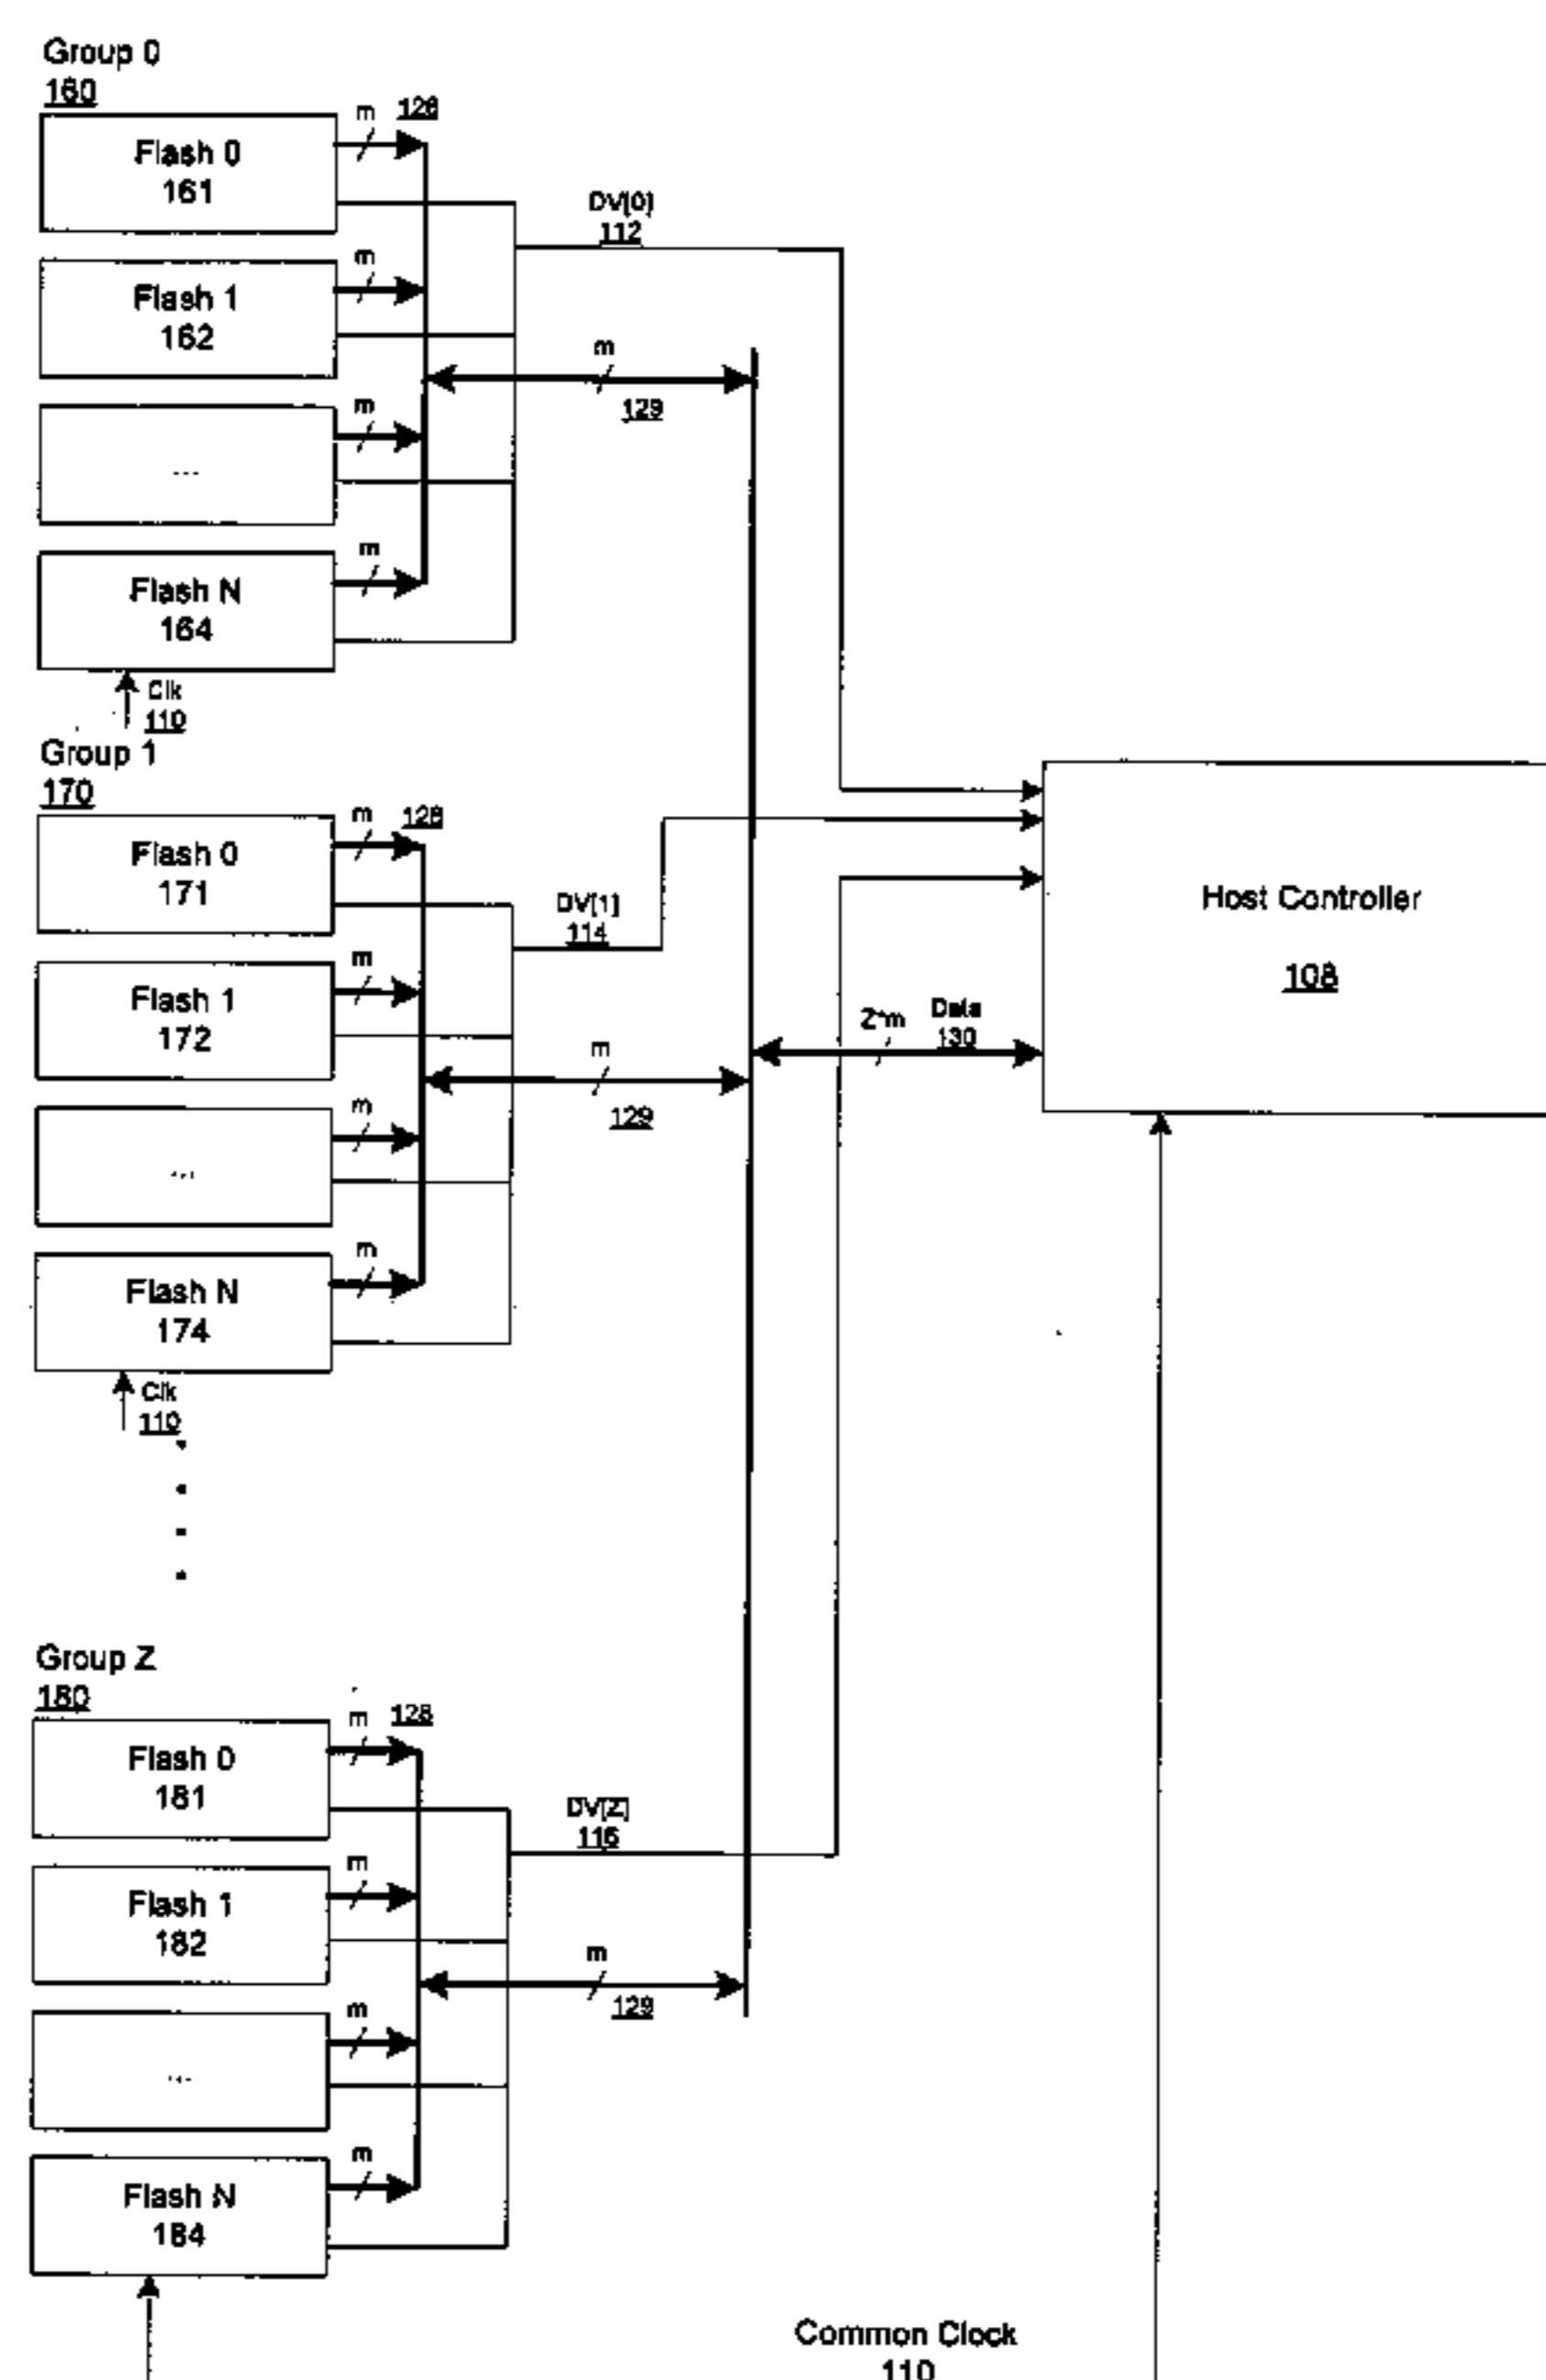 Group 0
160
m 128
Flash 0
161
DV[0]
112
m
Flash 1
162
m
129
m
...
m
Flash N
164
Clk
110
Group 1
170
m 128
Flash 0
171
DV[1]
114
Host Controller
108
m
Flash 1
172
Z*m Data
130
m
129
m
...
m
Flash N
174
Clk
110
Group Z
180
m 128
Flash 0
181
DV[Z]
116
m
Flash 1
182
m
129
m
...
m
Flash N
184
Common Clock
110